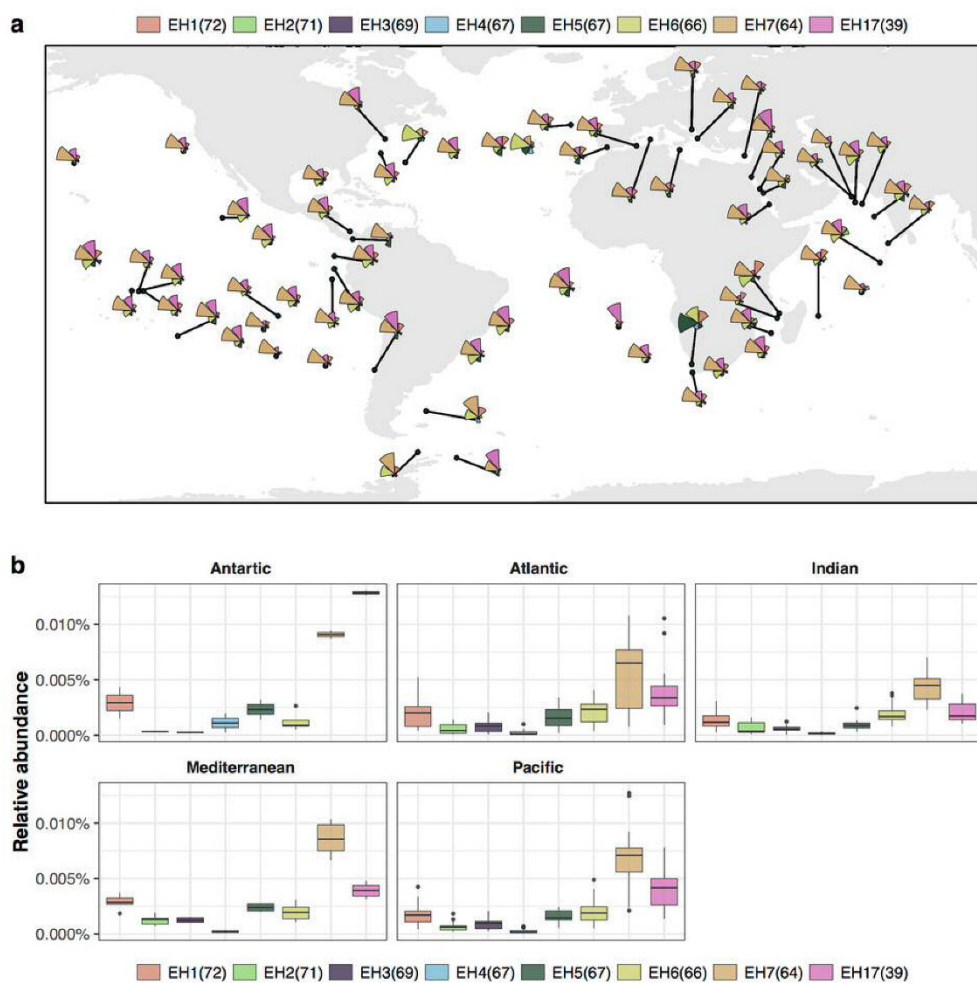 a
EH1(72) EH2(71) EH3(69) EH4(67) EH5(67) EH6(66) EH7(64) EH17(39)
b
Antartic Atlantic Indian
0.010%
0.005%
0.000%
Mediterranean Pacific
0.010%
0.005%
0.000%
Relative abundance
EH1(72) EH2(71) EH3(69) EH4(67) EH5(67) EH6(66) EH7(64) EH17(39)